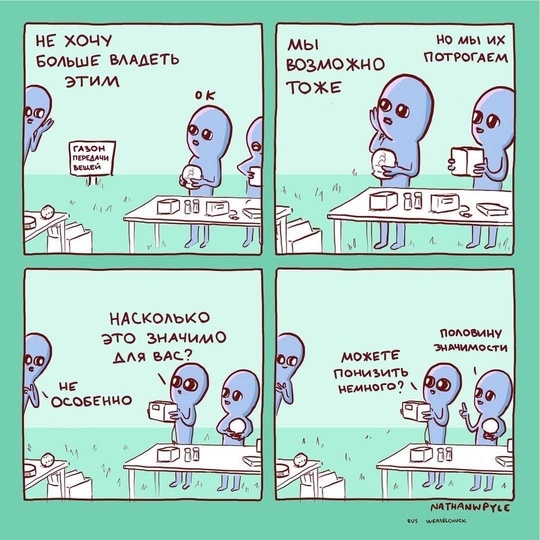 НЕ ХОЧУ
БОЛЬШЕ ВЛАДЕТЬ
ЭТИМ
ОК
ГАЗОН
ПЕРЕДАЧИ
ВЕЩЕЙ
МЫ
ВОЗМОЖНО
ТОЖЕ
НО МЫ ИХ
ПОТРОГАЕМ
НАСКОЛЬКО
ЭТО ЗНАЧИМО
ДЛЯ ВАС?
НЕ
ОСОБЕННО
МОЖЕТЕ
ПОНИЗИТЬ
НЕМНОГО?
ПОЛОВИНУ
ЗНАЧИМОСТИ
NATHANWPYLE
RUS WEASELCHUCK